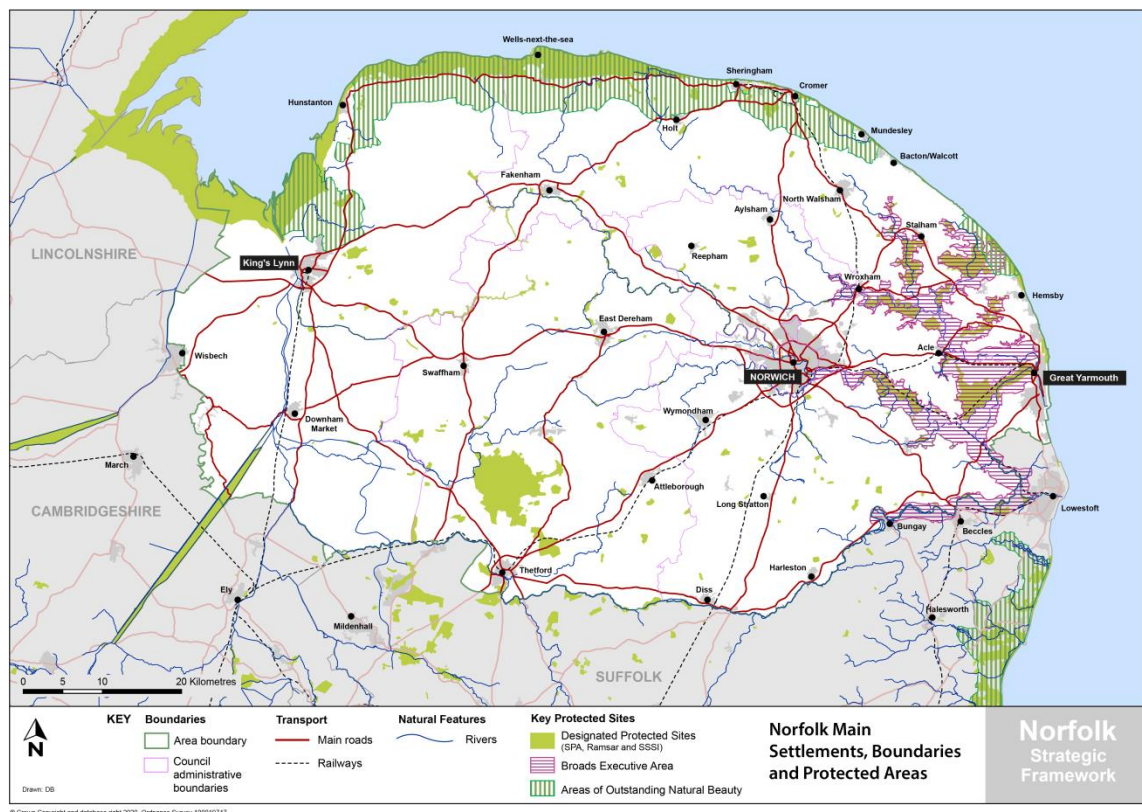 Wells-next-the-sea
Sheringham
Cromer
Hunstanton
Holt
Mundesley
Bacton/Walcott
Fakenham
North Walsham
Aylsham
Stalham
LINCOLNSHIRE
Reepham
King's Lynn
Wroxham
Hemsby
East Dereham
Wisbech
Acle
Swaffham
NORWICH
Great Yarmouth
Downham
Market
Wymondham
March
Attleborough
Long Stratton
Lowestoft
CAMBRIDGESHIRE
Bungay
Beccles
Thetford
Harleston
Ely
Diss
Mildenhall
Halesworth
SUFFOLK
0 5 10 20 Kilometres
N
Drawn: DB
KEY
Boundaries
Area boundary
Council
administrative
boundaries
Transport
Main roads
Railways
Natural Features
Rivers
Key Protected Sites
Designated Protected Sites
(SPA, Ramsar and SSSI)
Broads Executive Area
Areas of Outstanding Natural Beauty
Norfolk Main
Settlements, Boundaries
and Protected Areas
Norfolk
Strategic
Framework